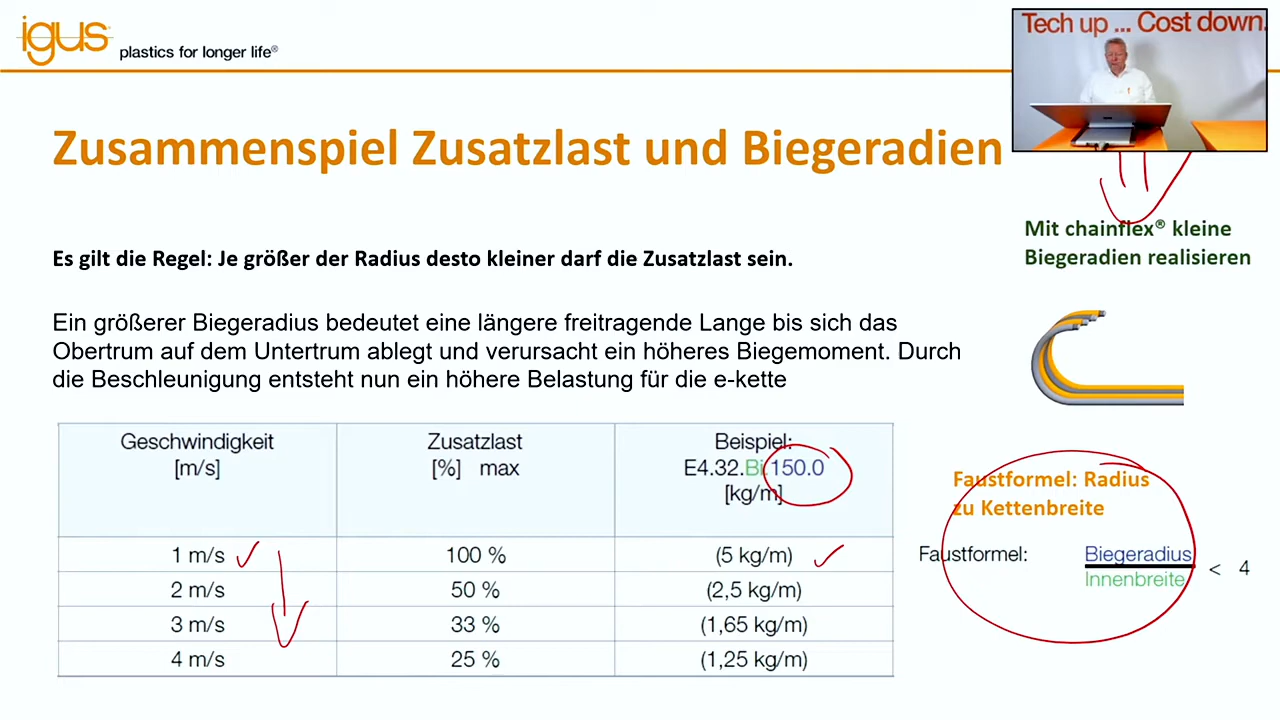 igus
plastics for longer life®
Tech up ... Cost down.
Zusammenspiel Zusatzlast und Biegeradien
Mit chainflex® kleine
Biegeradien realisieren
Es gilt die Regel: Je größer der Radius desto kleiner darf die Zusatzlast sein.
Ein größerer Biegeradius bedeutet eine längere freitragende Lange bis sich das
Obertrum auf dem Untertrum ablegt und verursacht ein höheres Biegemoment. Durch
die Beschleunigung entsteht nun ein höhere Belastung für die e-kette
Geschwindigkeit
[m/s]
Zusatzlast
[%] max
Beispiel:
E4.32.Bi.150.0
[kg/m]
1 m/s 100 % (5 kg/m)
2 m/s 50 % (2,5 kg/m)
3 m/s 33 % (1,65 kg/m)
4 m/s 25 % (1,25 kg/m)
Faustformel: Radius
zu Kettenbreite
Faustformel: Biegeradius
Innenbreite < 4